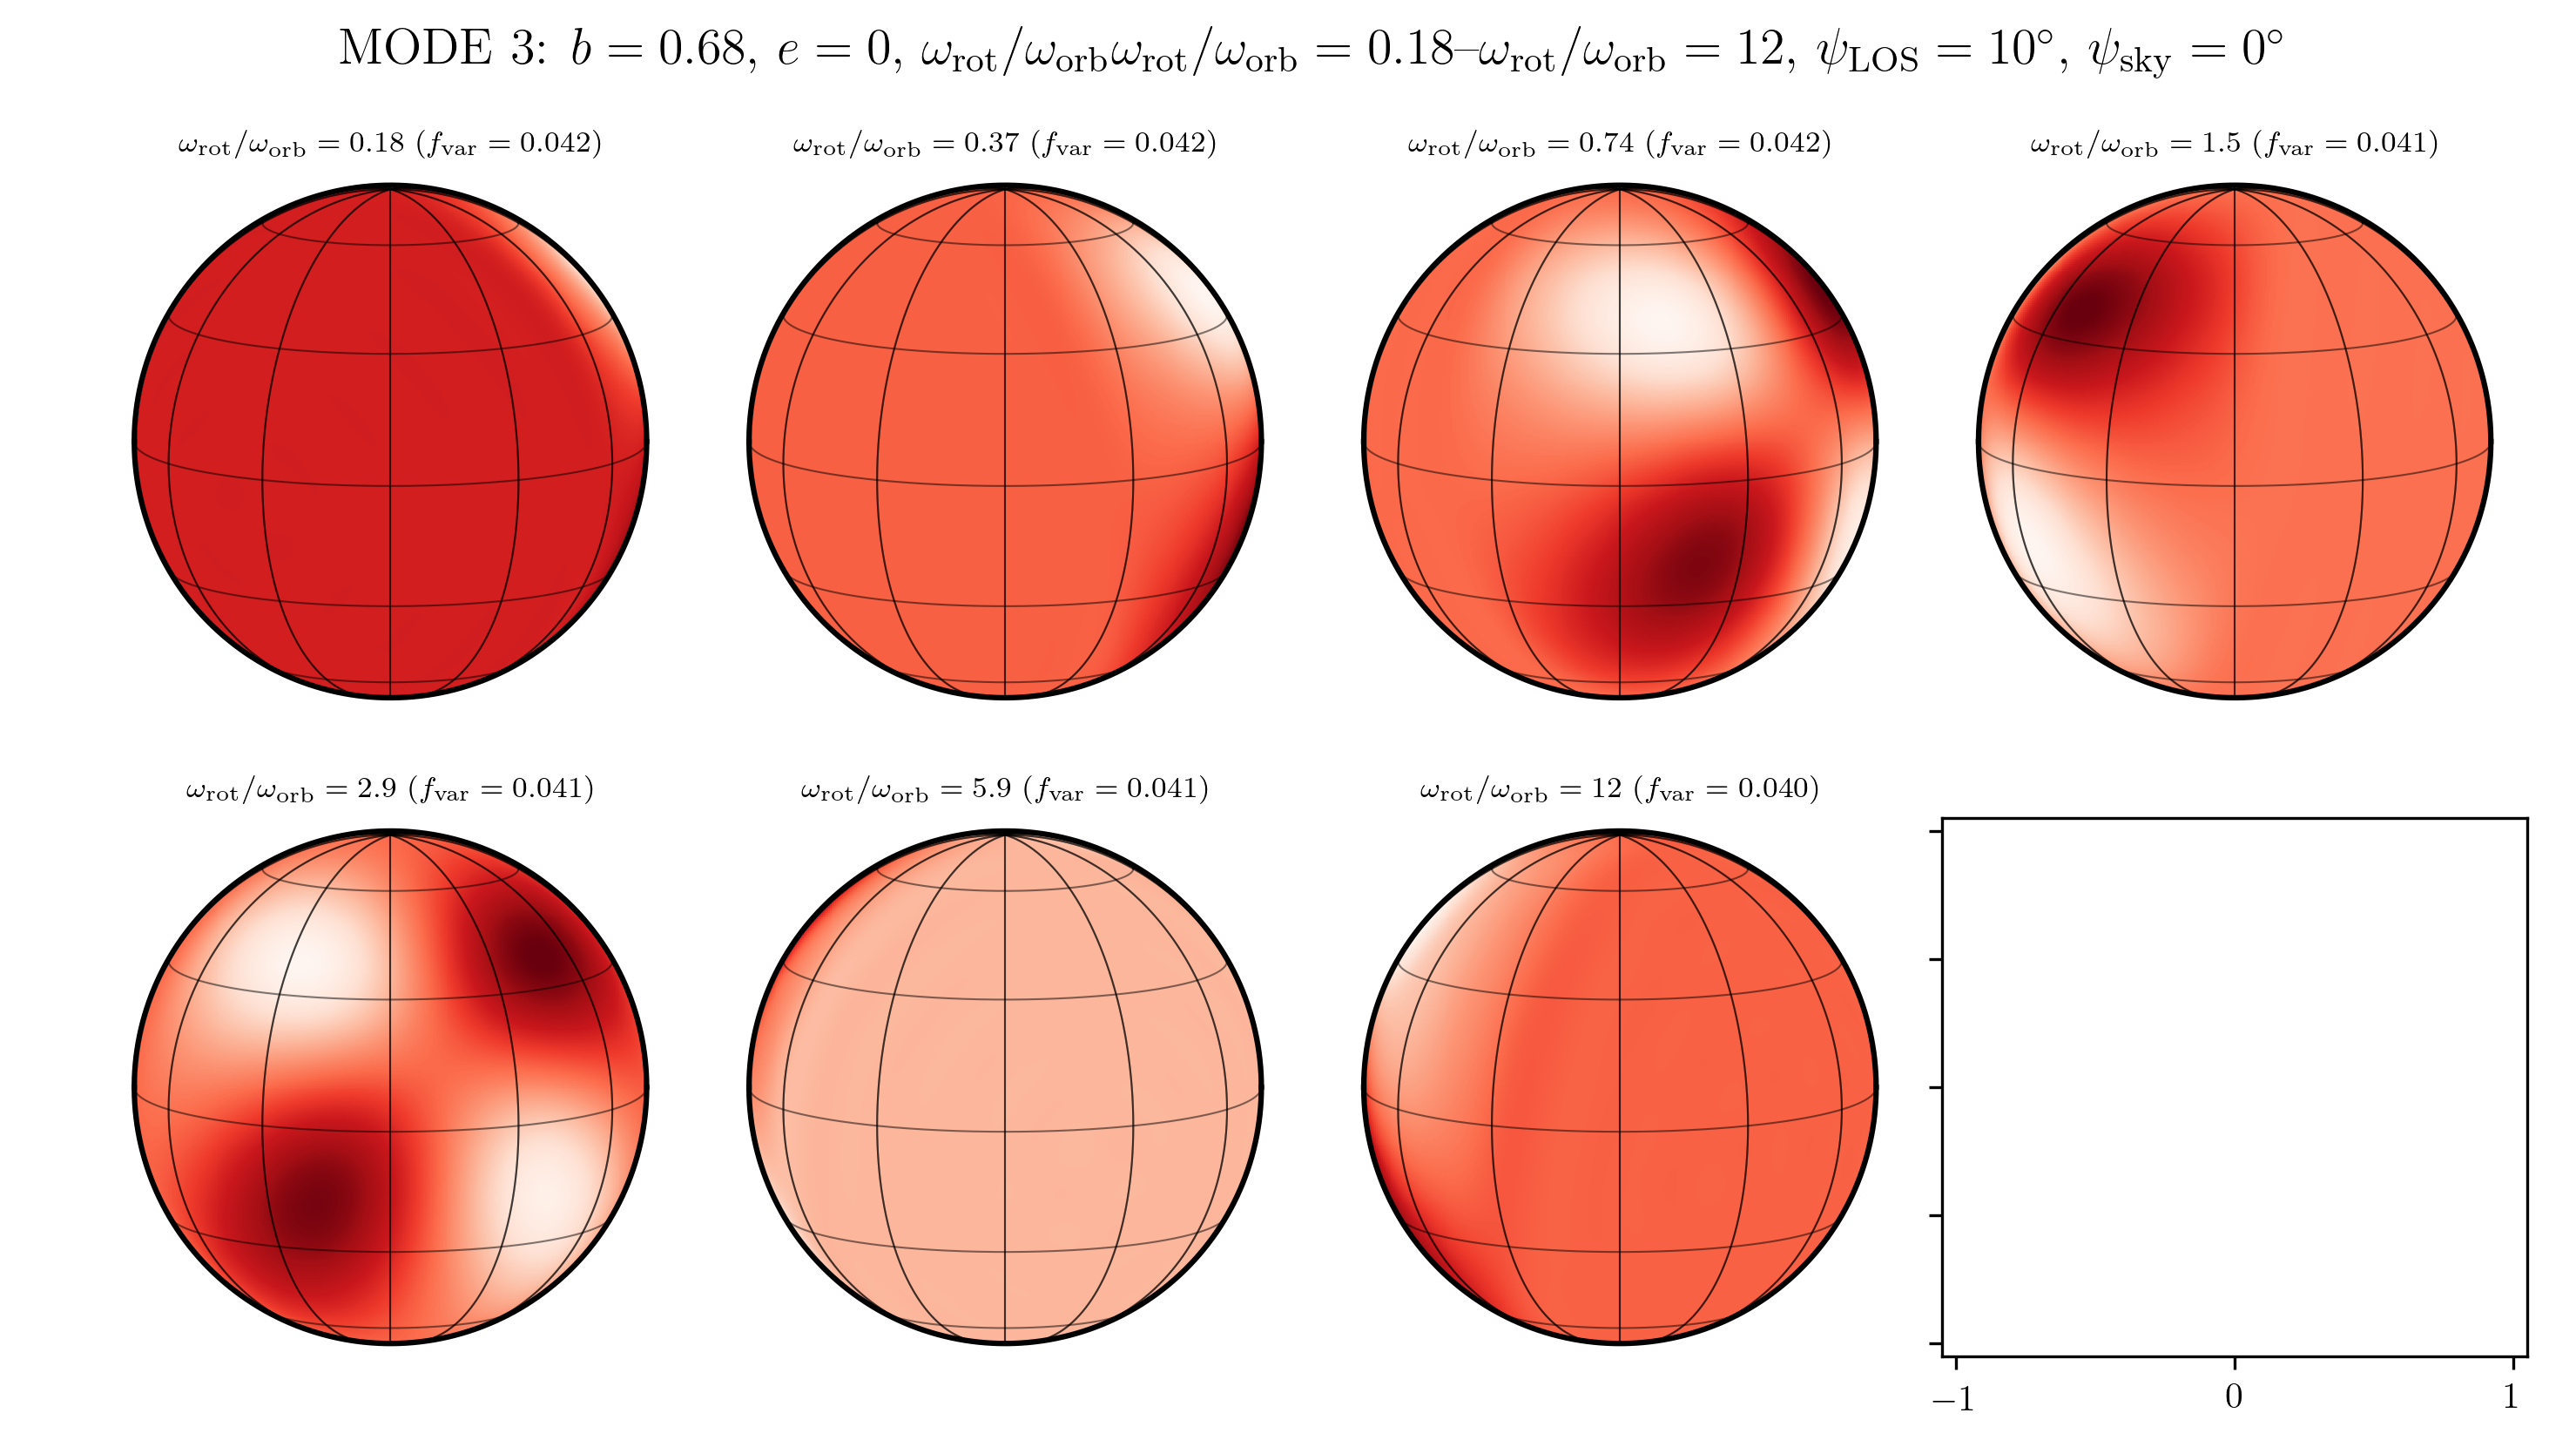 MODE 3: b = 0.68, e = 0, ω_rot/ω_orbω_rot/ω_orb = 0.18–ω_rot/ω_orb = 12, ψ_LOS = 10°, ψ_sky = 0°
ω_rot/ω_orb = 0.18 (f_var = 0.042)
ω_rot/ω_orb = 0.37 (f_var = 0.042)
ω_rot/ω_orb = 0.74 (f_var = 0.042)
ω_rot/ω_orb = 1.5 (f_var = 0.041)
ω_rot/ω_orb = 2.9 (f_var = 0.041)
ω_rot/ω_orb = 5.9 (f_var = 0.041)
ω_rot/ω_orb = 12 (f_var = 0.040)
−1 0 1